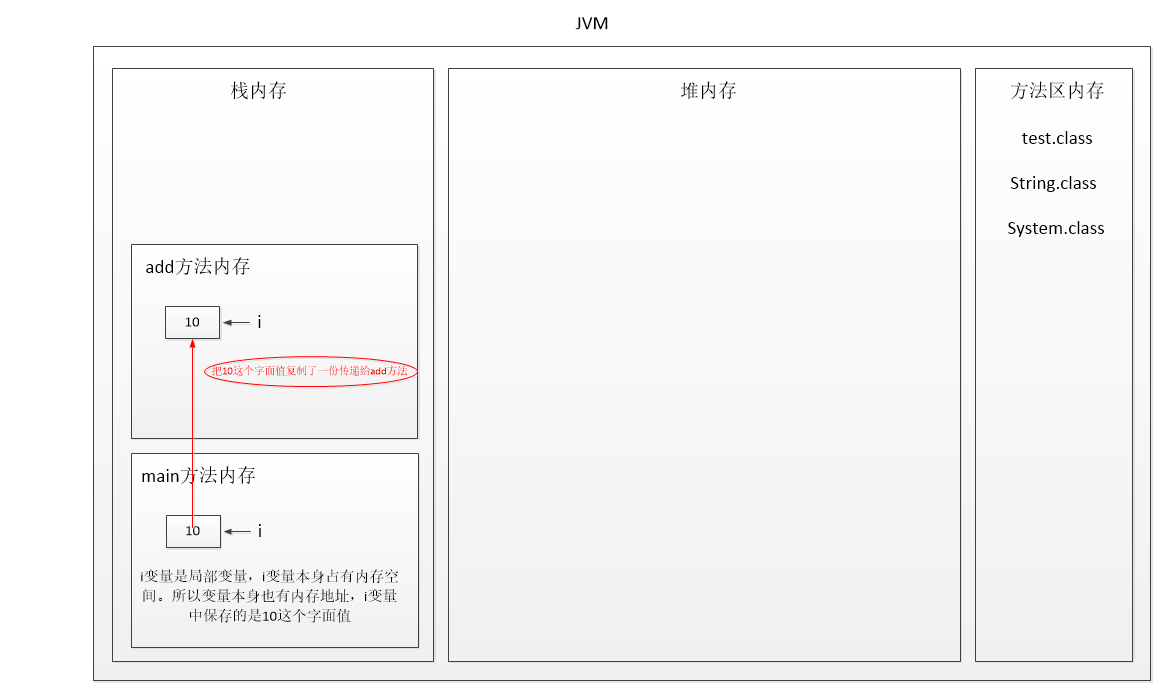 JVM
栈内存
堆内存
方法区内存
test.class
String.class
System.class
add方法内存
10
i
把10这个字面值复制了一份传递给add方法
main方法内存
10
i
i变量是局部变量，i变量本身占有内存空
间。所以变量本身也有内存地址，i变量
中保存的是10这个字面值